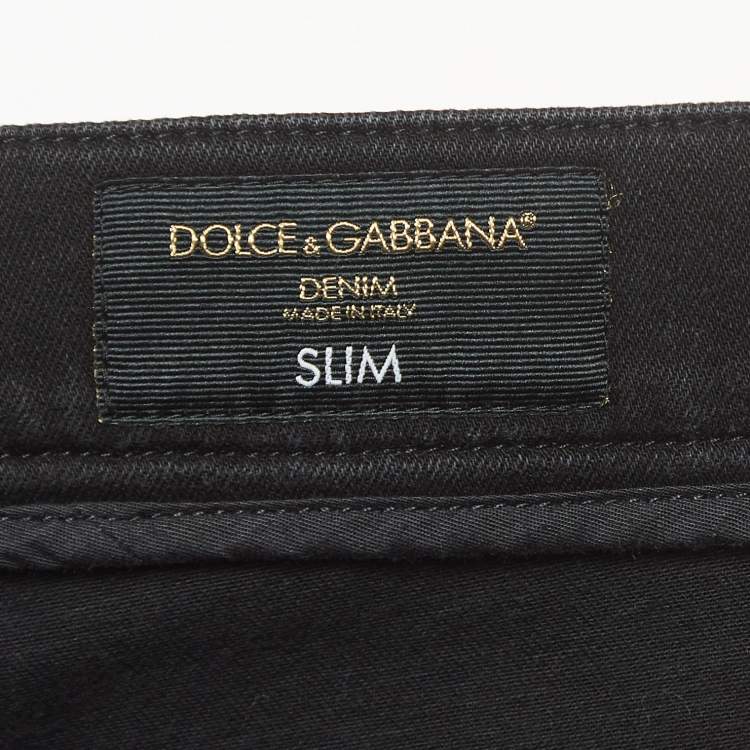 DOLCE & GABBANA®
DENIM
MADE IN ITALY
SLIM